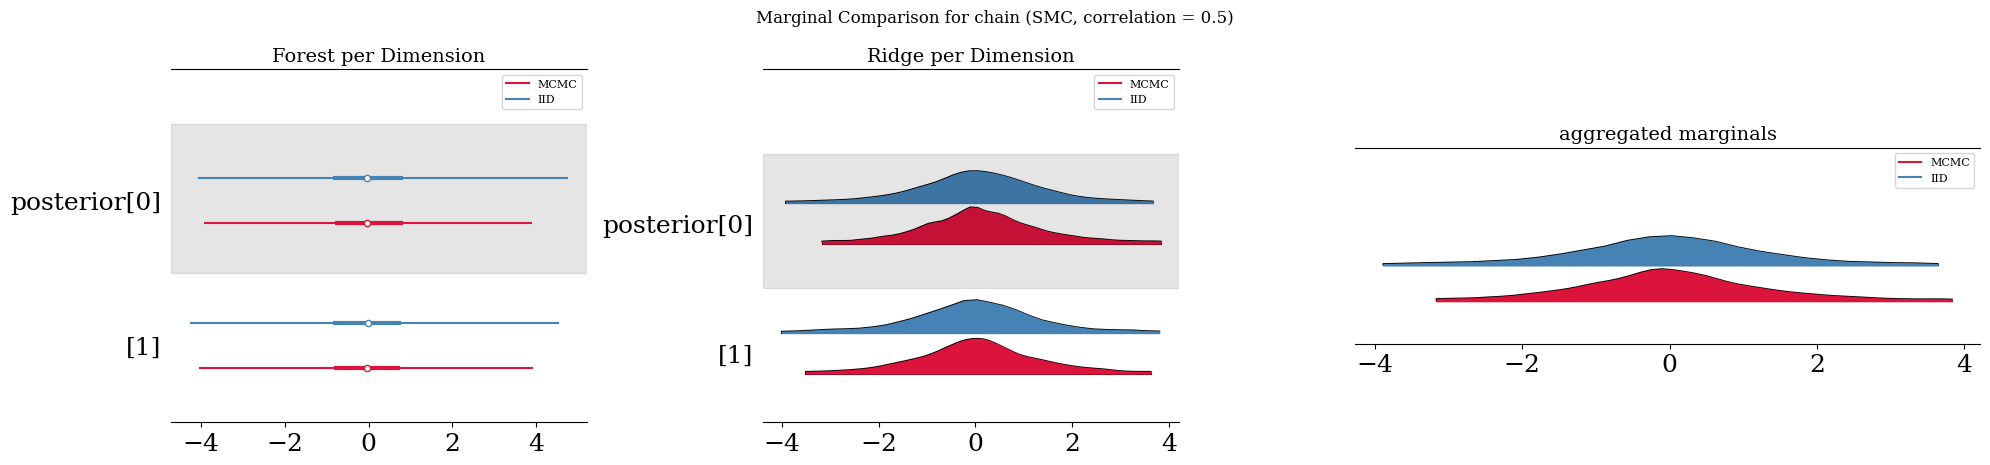 Marginal Comparison for chain (SMC, correlation = 0.5)
Forest per Dimension
MCMC
IID
posterior[0]
[1]
−4 −2 0 2 4
Ridge per Dimension
MCMC
IID
posterior[0]
[1]
−4 −2 0 2 4
aggregated marginals
MCMC
IID
−4 −2 0 2 4